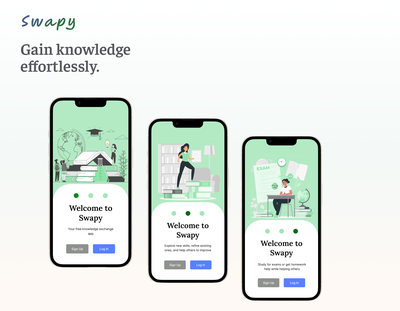 Swapy
Gain knowledge
effortlessly.
Welcome to
Swapy
Your free knowledge exchange
app
Sign Up
Log In
Welcome to
Swapy
Explore new skills, refine existing
ones, and help others to improve
Sign Up
Log In
EXAM
Welcome to
Swapy
Study for exams or get homework
help while helping others
Sign Up
Log In